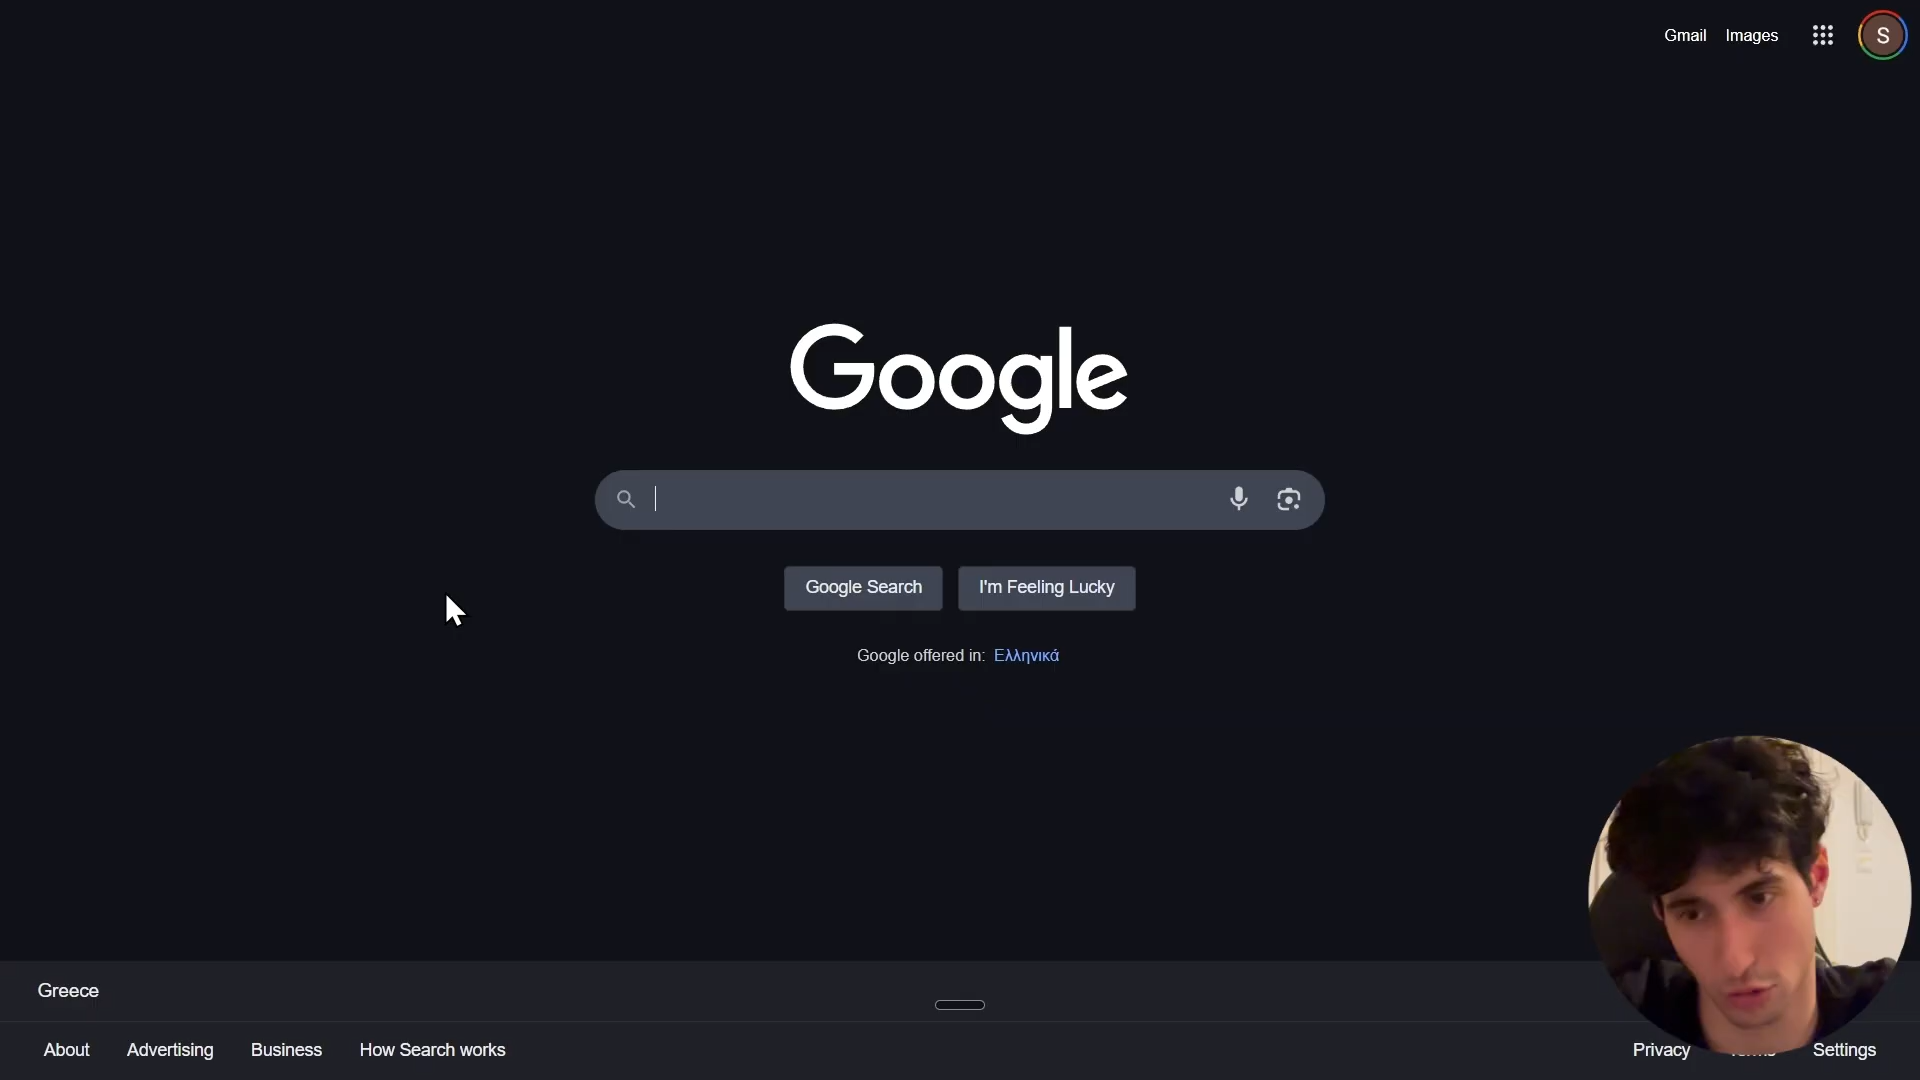 Gmail Images S
Google
Google Search I'm Feeling Lucky
Google offered in: Ελληνικά
Greece
About Advertising Business How Search works Privacy Settings